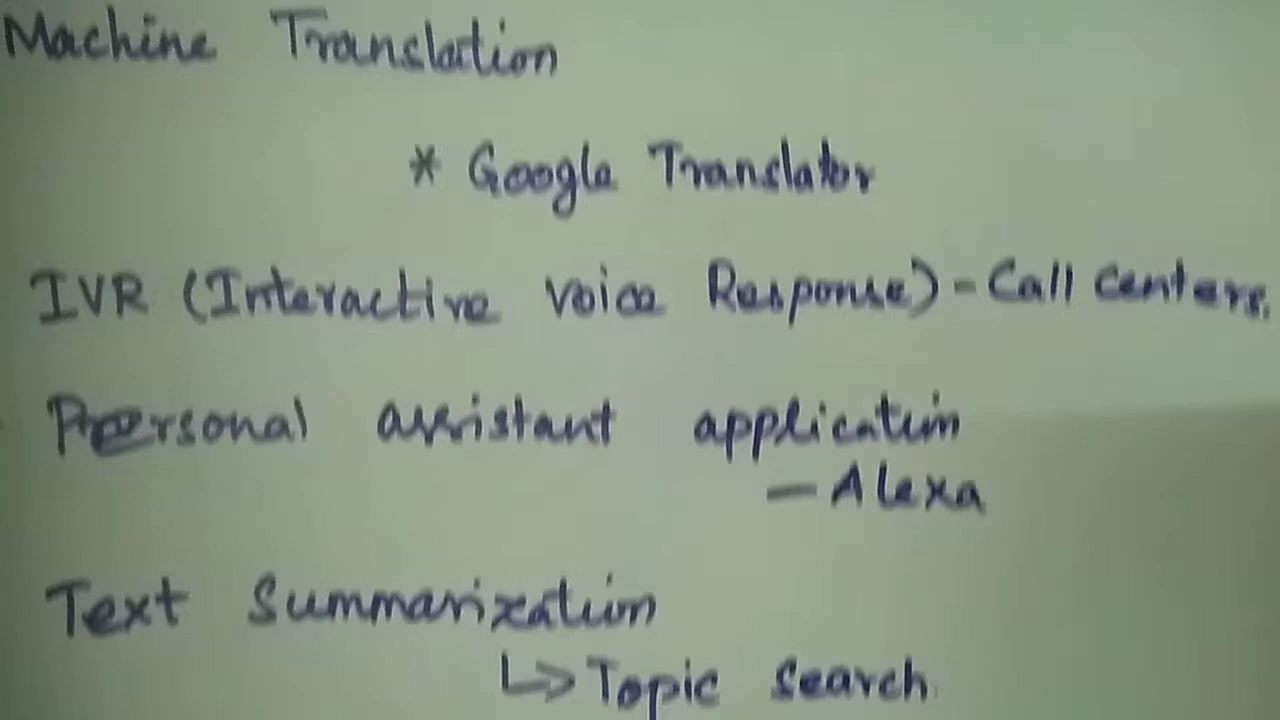 Machine Translation
* Google Translator
IVR (Interactive Voice Response) - Call Centers.
Personal assistant application
- Alexa
Text Summarization
↳ Topic search.